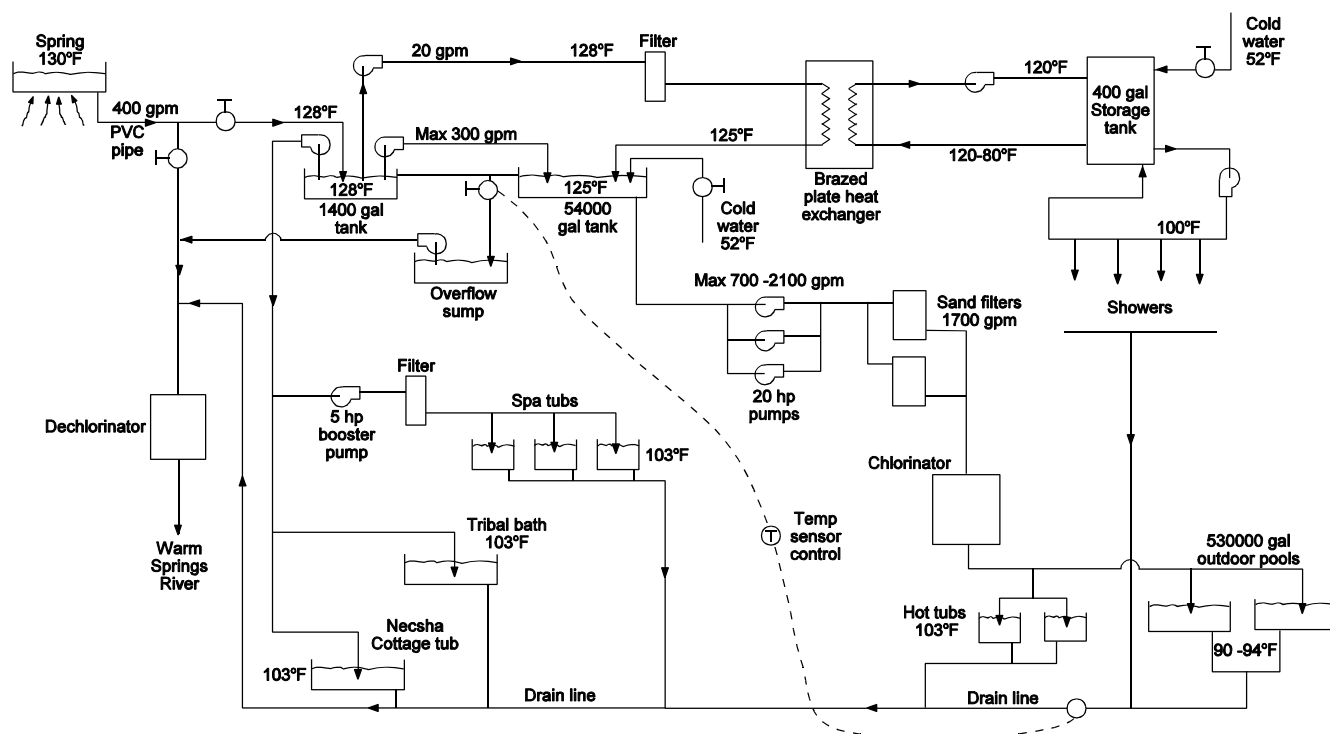 Spring
130ºF
400 gpm
PVC
pipe
128ºF
20 gpm
128ºF
Filter
Max 300 gpm
128ºF
1400 gal
tank
125ºF
125ºF
54000
gal tank
Cold
water
52ºF
Brazed
plate heat
exchanger
120ºF
120-80ºF
400 gal
Storage
tank
Cold
water
52ºF
100ºF
Showers
Overflow
sump
Max 700 -2100 gpm
20 hp
pumps
Sand filters
1700 gpm
Filter
5 hp
booster
pump
Spa tubs
103ºF
Dechlorinator
Warm
Springs
River
Tribal bath
103ºF
Necsha
Cottage tub
103ºF
Drain line
Chlorinator
T
Temp
sensor
control
530000 gal
outdoor pools
Hot tubs
103ºF
90 -94ºF
Drain line